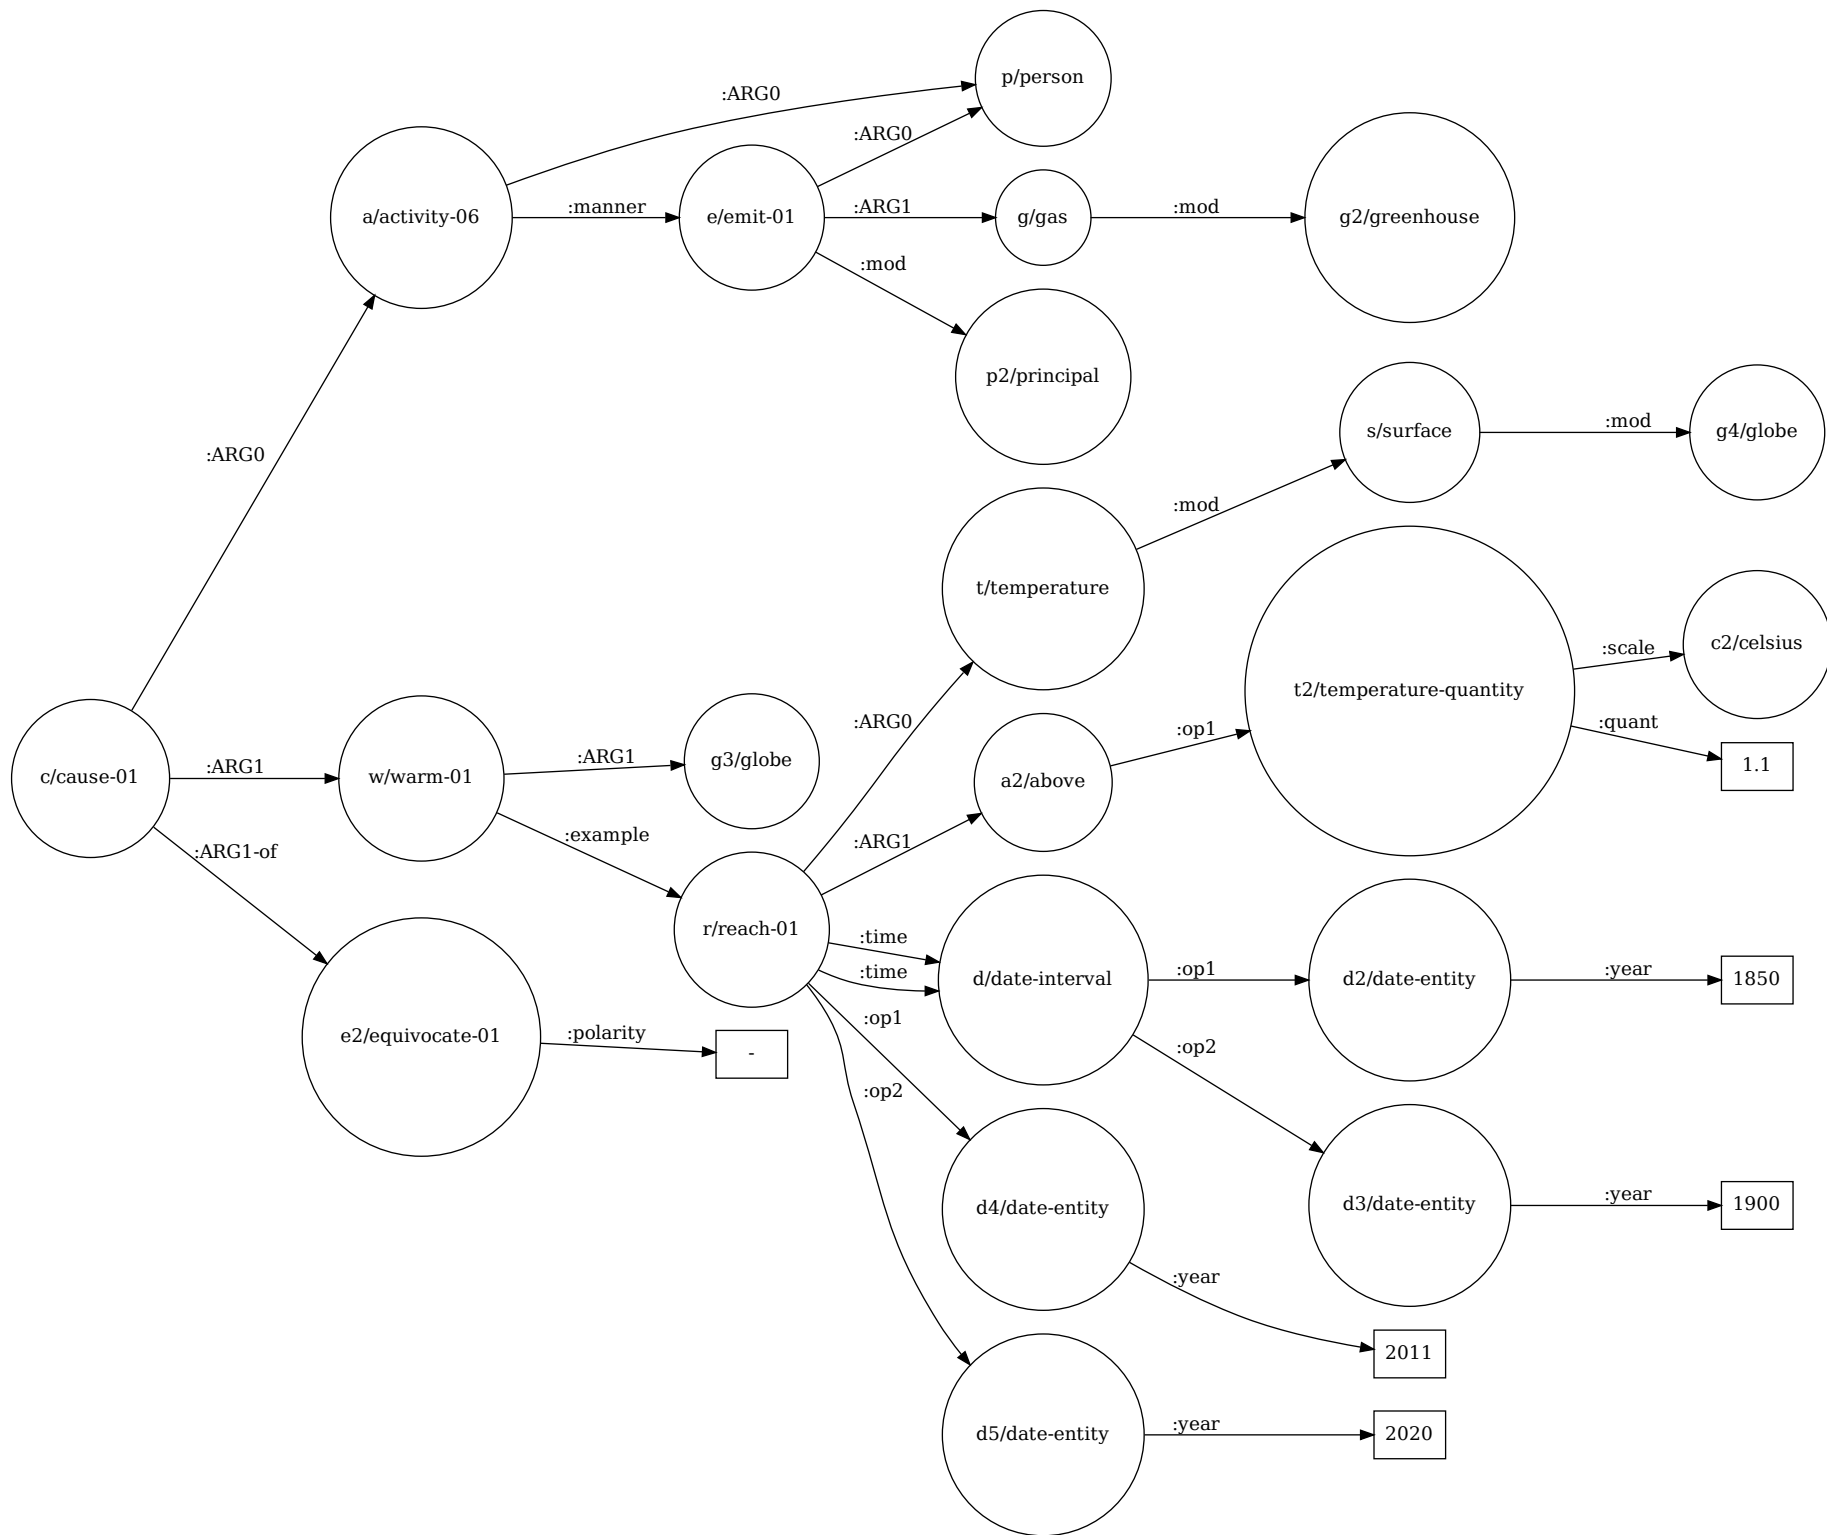 p/person
:ARG0
:ARG0
a/activity-06
:manner
e/emit-01
:ARG1
g/gas
:mod
g2/greenhouse
:mod
p2/principal
s/surface
:mod
g4/globe
:ARG0
:mod
t/temperature
t2/temperature-quantity
:scale
c2/celsius
:quant
1.1
:ARG0
:op1
a2/above
c/cause-01
:ARG1
w/warm-01
:ARG1
g3/globe
:example
:ARG1
:ARG1-of
r/reach-01
:time
:time
d/date-interval
:op1
d2/date-entity
:year
1850
:op1
:op2
e2/equivocate-01
:polarity
-
:op2
d4/date-entity
d3/date-entity
:year
1900
:year
2011
d5/date-entity
:year
2020